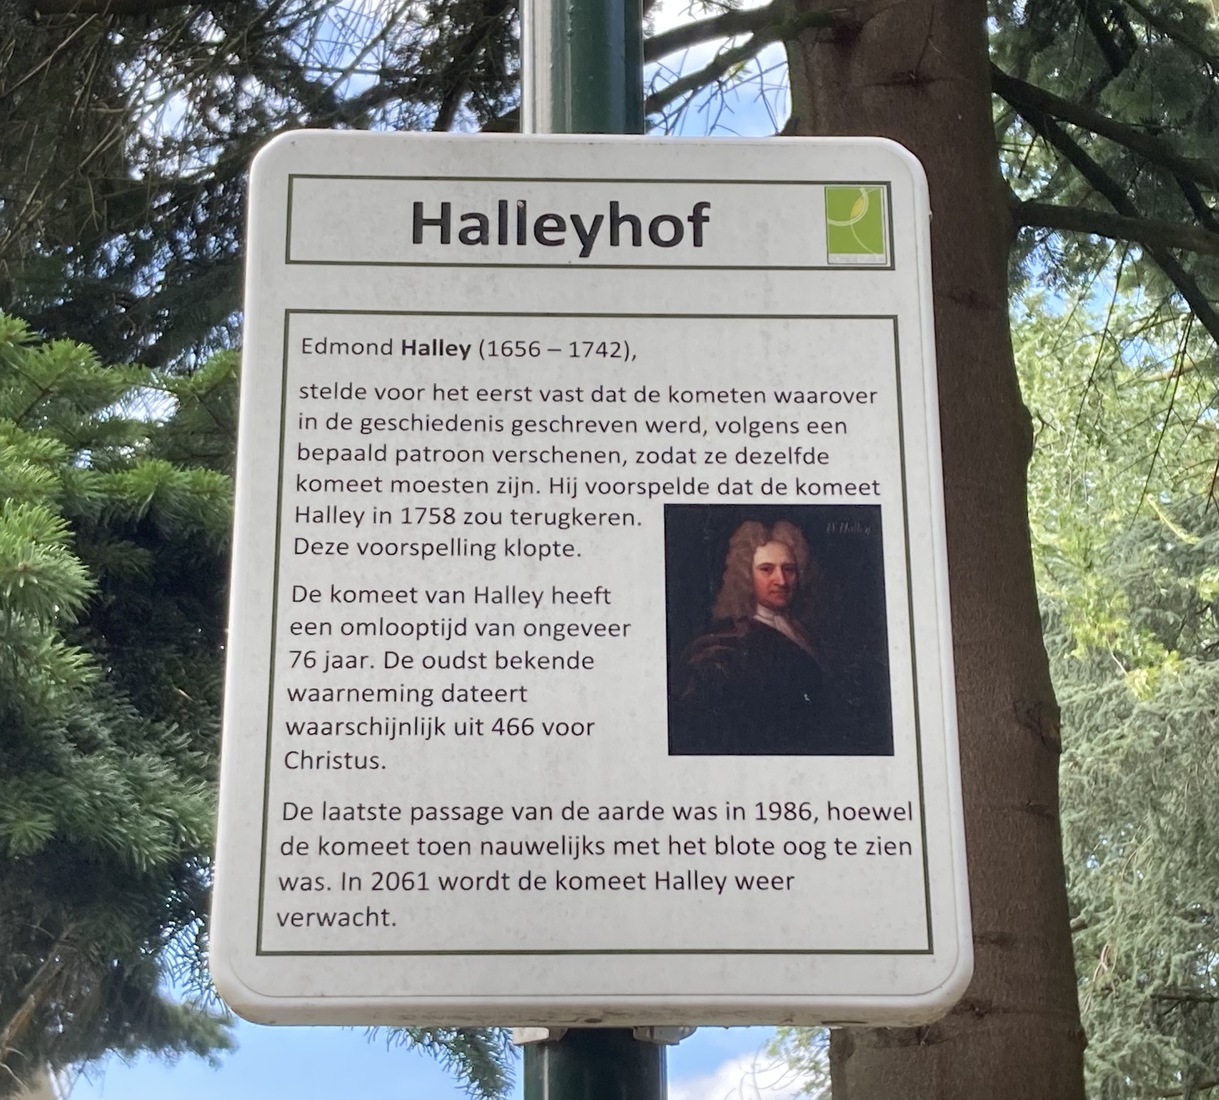 Halleyhof
Edmond Halley (1656 – 1742),
stelde voor het eerst vast dat de kometen waarover
in de geschiedenis geschreven werd, volgens een
bepaald patroon verschenen, zodat ze dezelfde
komeet moesten zijn. Hij voorspelde dat de komeet
Halley in 1758 zou terugkeren.
Deze voorspelling klopte.
De komeet van Halley heeft
een omlooptijd van ongeveer
76 jaar. De oudst bekende
waarneming dateert
waarschijnlijk uit 466 voor
Christus.
De laatste passage van de aarde was in 1986, hoewel
de komeet toen nauwelijks met het blote oog te zien
was. In 2061 wordt de komeet Halley weer
verwacht.